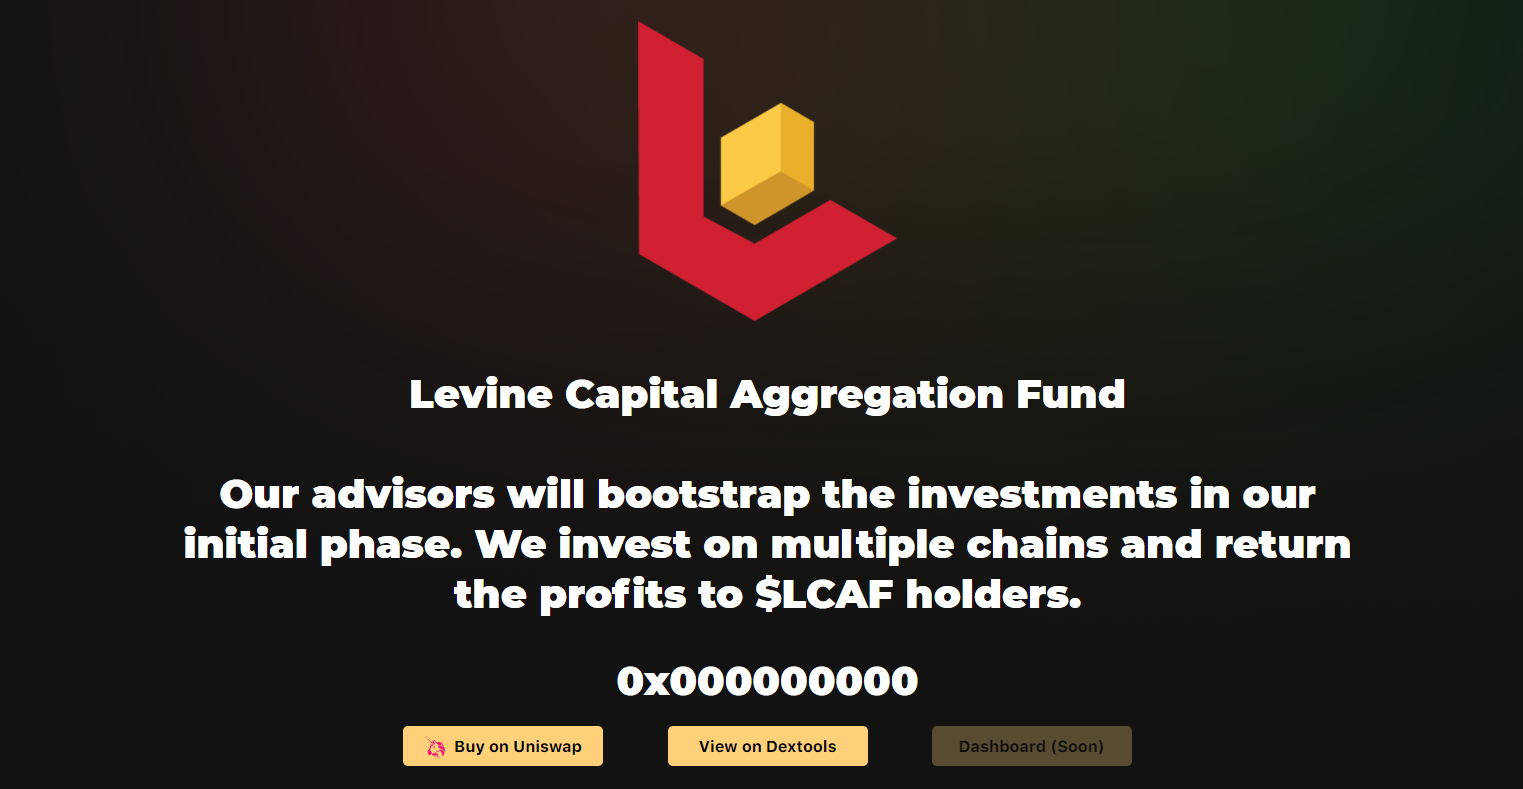 Levine Capital Aggregation Fund
Our advisors will bootstrap the investments in our
initial phase. We invest on multiple chains and return
the profits to $LCAF holders.
0x000000000
Buy on Uniswap
View on Dextools
Dashboard (Soon)